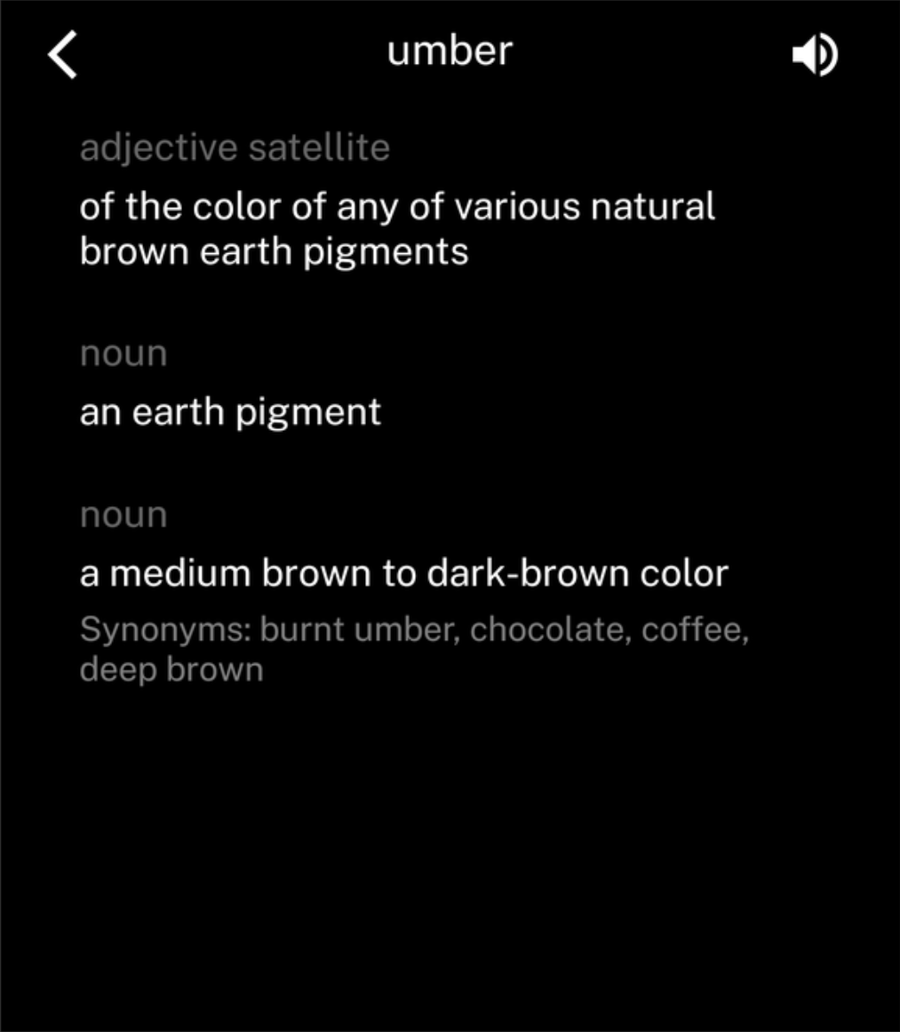 umber
adjective satellite
of the color of any of various natural
brown earth pigments
noun
an earth pigment
noun
a medium brown to dark-brown color
Synonyms: burnt umber, chocolate, coffee,
deep brown